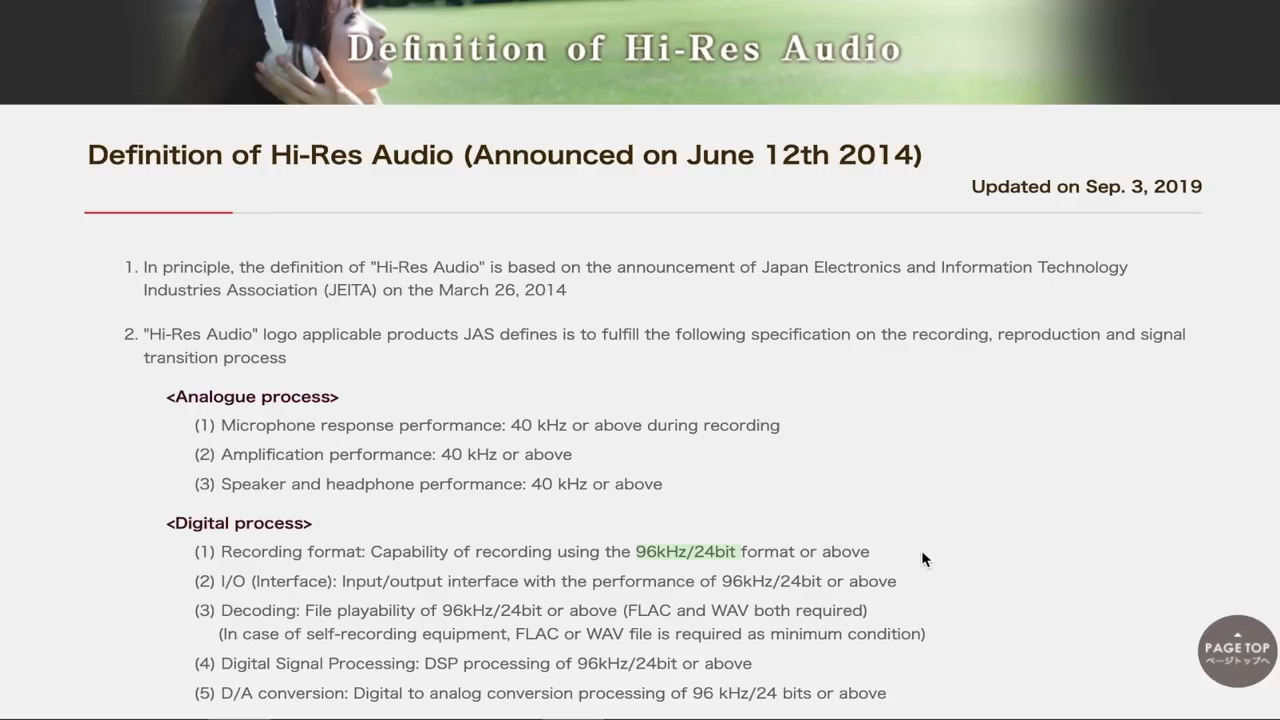 Definition of Hi-Res Audio
Definition of Hi-Res Audio (Announced on June 12th 2014)
Updated on Sep. 3, 2019
1. In principle, the definition of "Hi-Res Audio" is based on the announcement of Japan Electronics and Information Technology
Industries Association (JEITA) on the March 26, 2014
2. "Hi-Res Audio" logo applicable products JAS defines is to fulfill the following specification on the recording, reproduction and signal
transition process
<Analogue process>
(1) Microphone response performance: 40 kHz or above during recording
(2) Amplification performance: 40 kHz or above
(3) Speaker and headphone performance: 40 kHz or above
<Digital process>
(1) Recording format: Capability of recording using the 96kHz/24bit format or above
(2) I/O (Interface): Input/output interface with the performance of 96kHz/24bit or above
(3) Decoding: File playability of 96kHz/24bit or above (FLAC and WAV both required)
(In case of self-recording equipment, FLAC or WAV file is required as minimum condition)
(4) Digital Signal Processing: DSP processing of 96kHz/24bit or above
(5) D/A conversion: Digital to analog conversion processing of 96 kHz/24 bits or above
PAGE TOP
ページトップへ